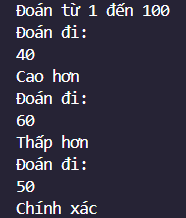 Đoán từ 1 đến 100
Đoán đi:
40
Cao hơn
Đoán đi:
60
Thấp hơn
Đoán đi:
50
Chính xác